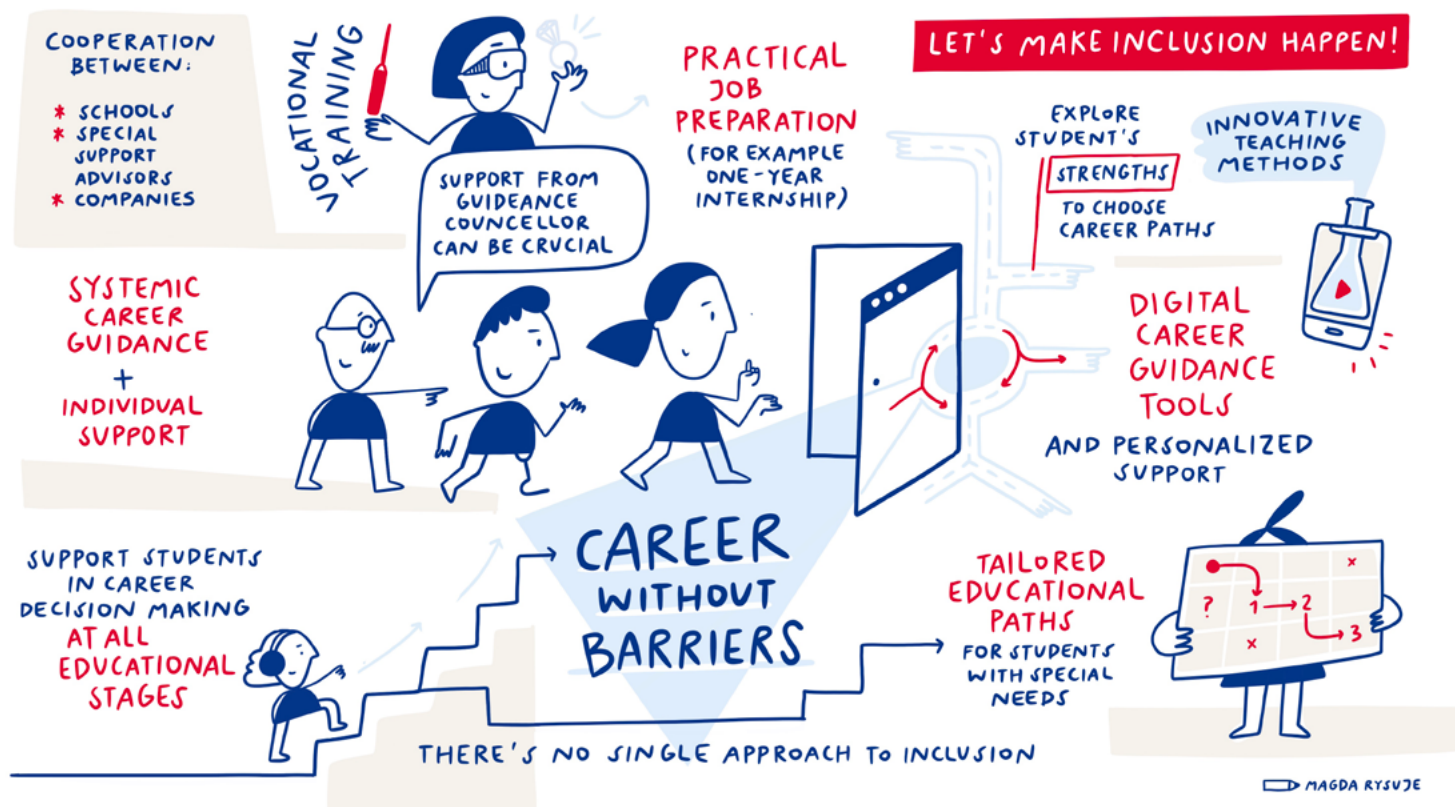 COOPERATION
BETWEEN:
* SCHOOLS
* SPECIAL
SUPPORT
ADVISORS
* COMPANIES
VOCATIONAL
TRAINING
SUPPORT FROM
GUIDEANCE
COUNCELLOR
CAN BE CRUCIAL
PRACTICAL
JOB
PREPARATION
(FOR EXAMPLE
ONE-YEAR
INTERNSHIP)
LET'S MAKE INCLUSION HAPPEN!
EXPLORE
STUDENT'S
STRENGTHS
TO CHOOSE
CAREER PATHS
INNOVATIVE
TEACHING
METHODS
SYSTEMIC
CAREER
GUIDANCE
+
INDIVIDUAL
SUPPORT
DIGITAL
CAREER
GUIDANCE
TOOLS
AND PERSONALIZED
SUPPORT
SUPPORT STUDENTS
IN CAREER
DECISION MAKING
AT ALL
EDUCATIONAL
STAGES
CAREER
WITHOUT
BARRIERS
TAILORED
EDUCATIONAL
PATHS
FOR STUDENTS
WITH SPECIAL
NEEDS
x
? 1 2
x 3
THERE'S NO SINGLE APPROACH TO INCLUSION
MAGDA RYSUJE